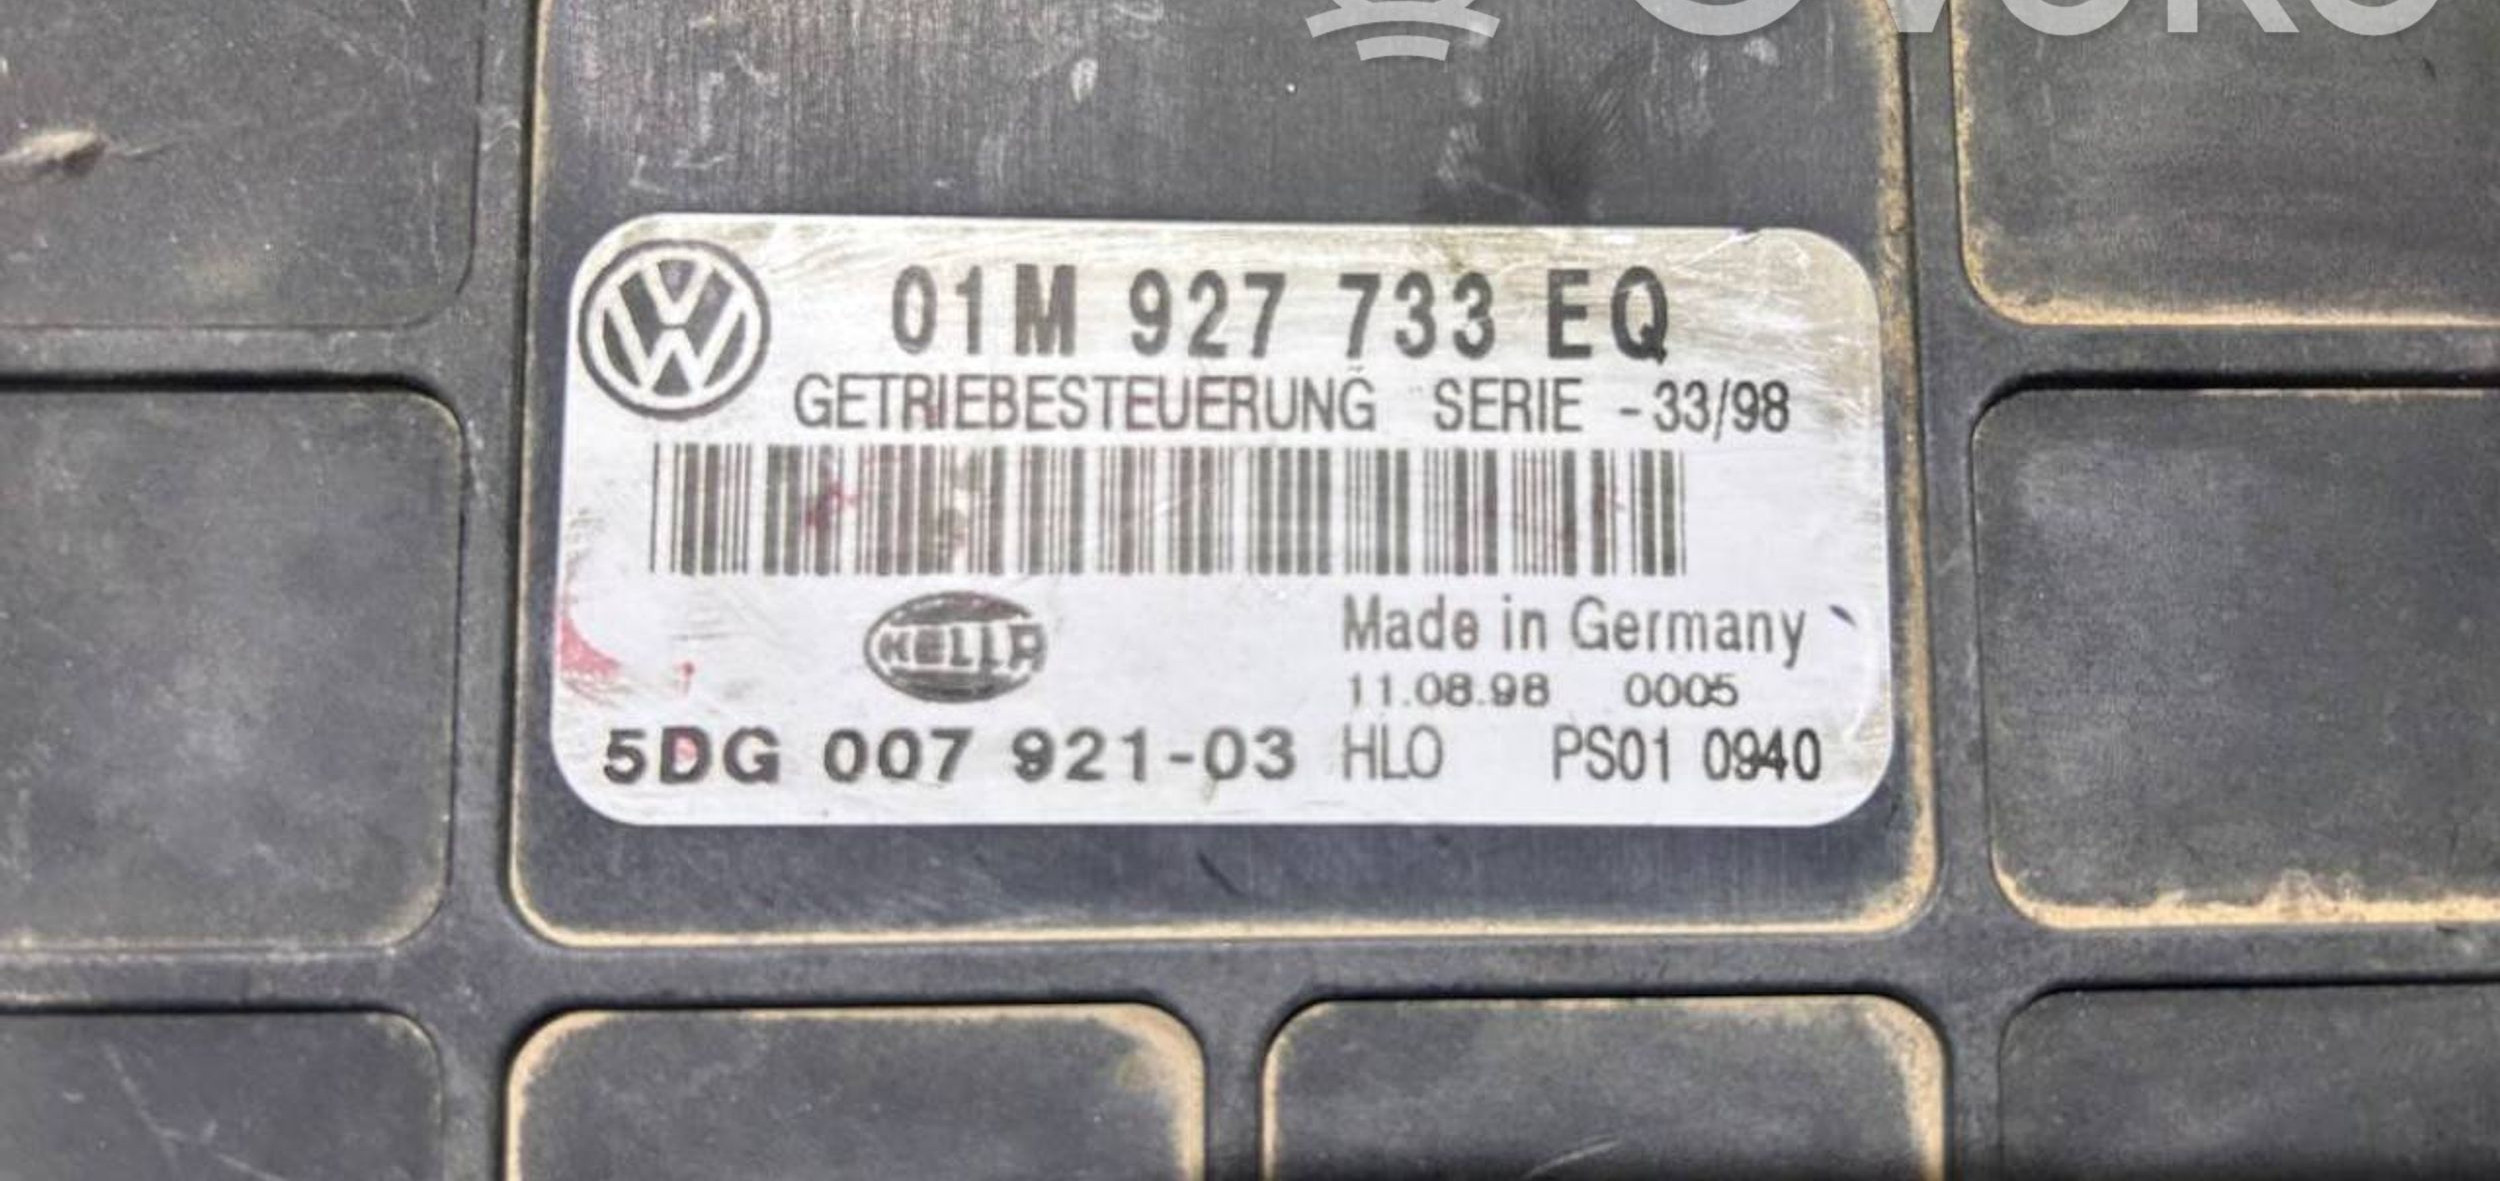 01M 927 733 EQ
GETRIEBESTEUERUNG SERIE -33/98
HELLA
Made in Germany
11.08.98 0005
5DG 007 921-03 HLO PS01 0940